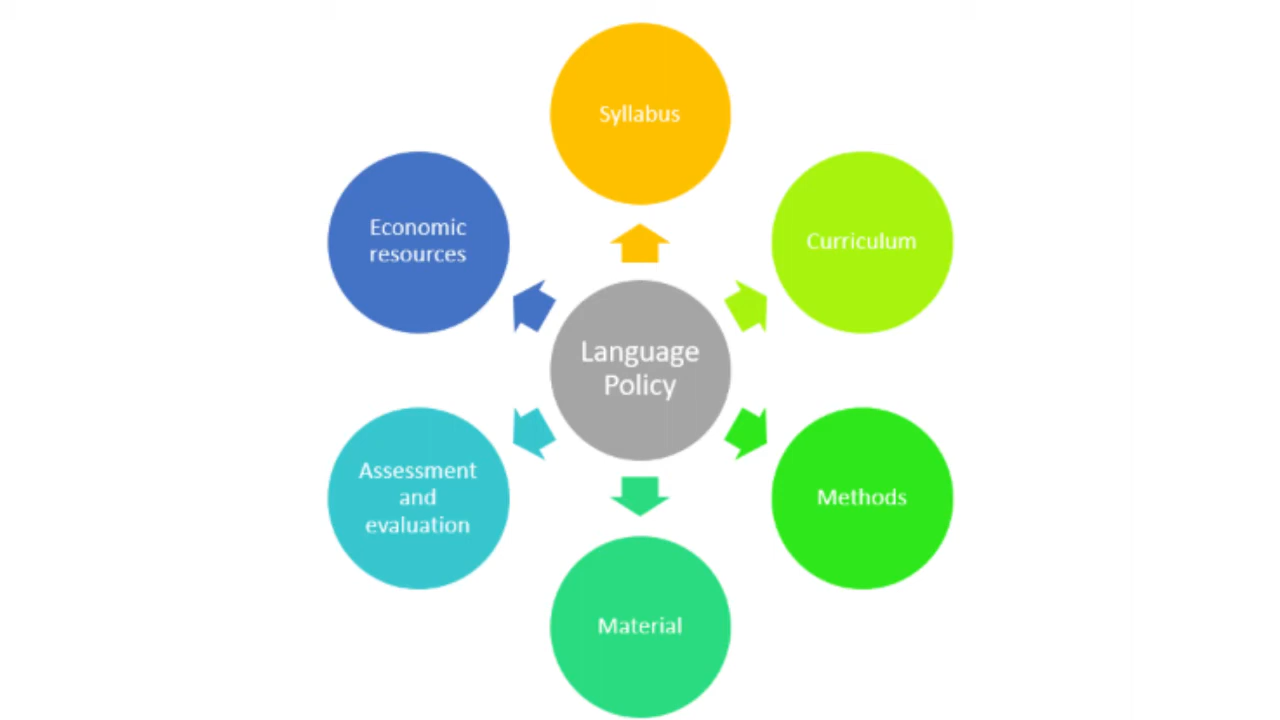 Syllabus
Economic
resources
Curriculum
Language
Policy
Assessment
and
evaluation
Methods
Material